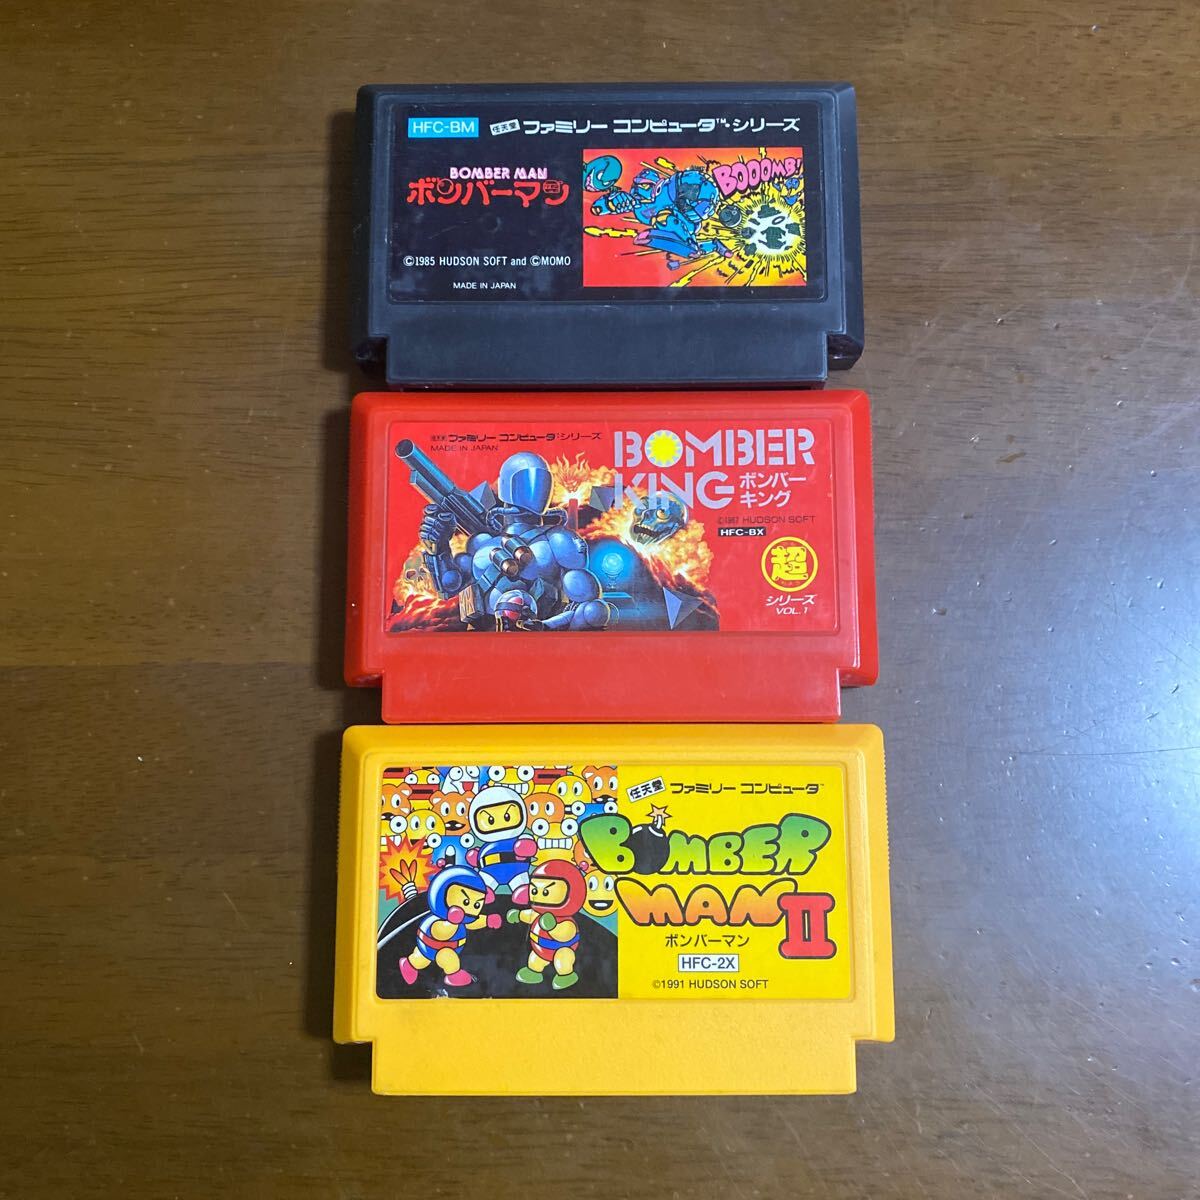 HFC-BM 任天堂 ファミリー コンピュータ™・シリーズ
BOMBER MAN
ボンバーマン
BOOOMB!
©1985 HUDSON SOFT and ©MOMO
MADE IN JAPAN
任天堂 ファミリー コンピュータ・シリーズ
MADE IN JAPAN
BOMBER
KING ボンバー
キング
©1987 HUDSON SOFT
HFC-BX
超
シリーズ
VOL.1
任天堂 ファミリー コンピュータ™
BOMBER
MAN II
ボンバーマン
HFC-2X
©1991 HUDSON SOFT